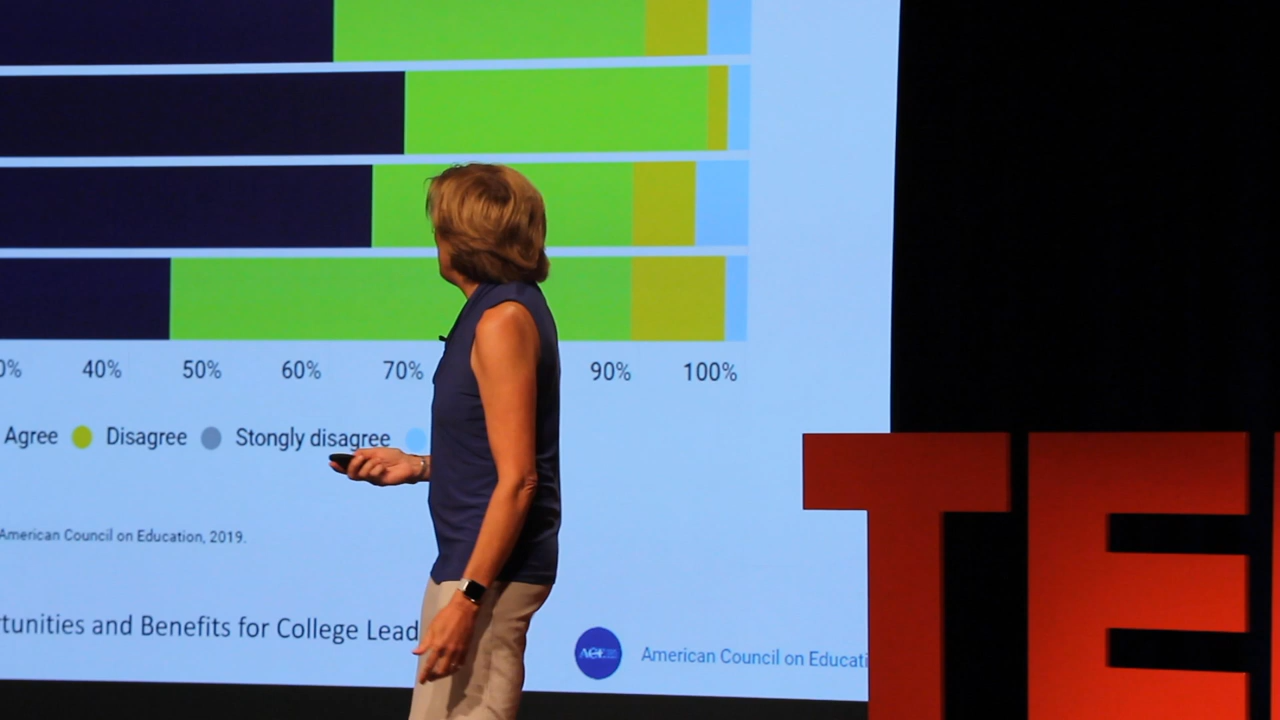 0% 40% 50% 60% 70% 90% 100%
Agree Disagree Stongly disagree
American Council on Education, 2019.
rtunities and Benefits for College Lead
ACE American Council on Educati
TE